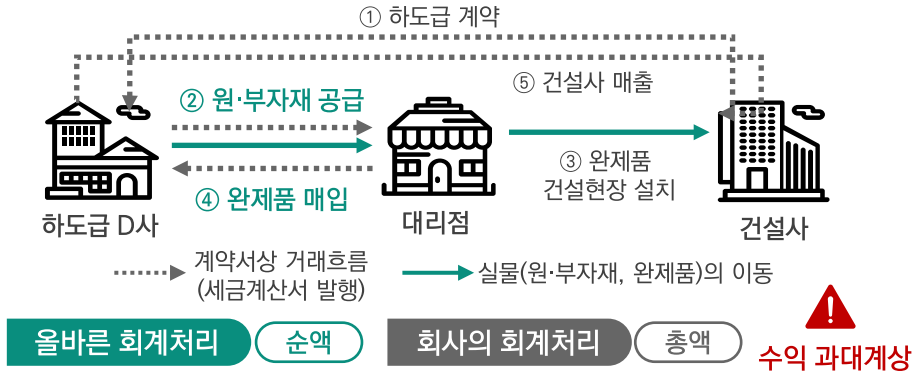 ① 하도급 계약
⑤ 건설사 매출
② 원·부자재 공급
③ 완제품
건설현장 설치
④ 완제품 매입
하도급 D사
대리점
건설사
계약서상 거래흐름
(세금계산서 발행)
실물(원·부자재, 완제품)의 이동
올바른 회계처리
순액
회사의 회계처리
총액
수익 과대계상